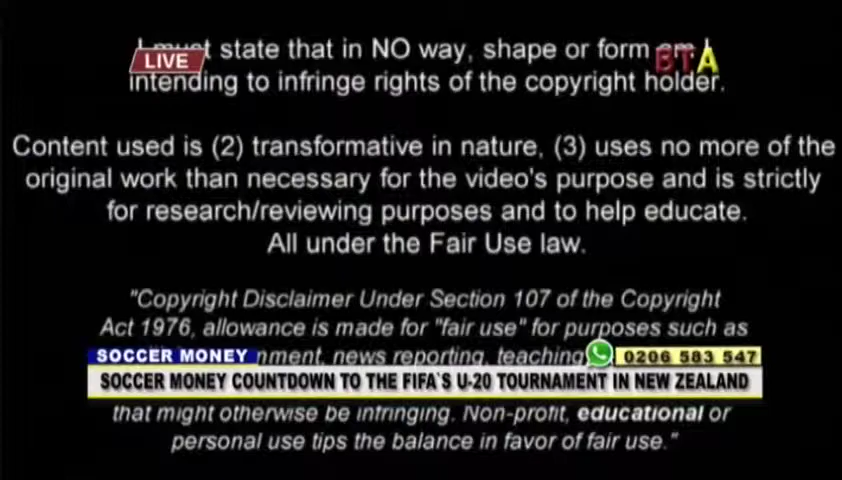 I must state that in NO way, shape or form am I
LIVE
BTA
intending to infringe rights of the copyright holder.
Content used is (2) transformative in nature, (3) uses no more of the
original work than necessary for the video's purpose and is strictly
for research/reviewing purposes and to help educate.
All under the Fair Use law.
"Copyright Disclaimer Under Section 107 of the Copyright
Act 1976, allowance is made for "fair use" for purposes such as
nment, news reporting, teaching
SOCCER MONEY
0206 583 547
SOCCER MONEY COUNTDOWN TO THE FIFA`S U-20 TOURNAMENT IN NEW ZEALAND
that might otherwise be infringing. Non-profit, educational or
personal use tips the balance in favor of fair use."